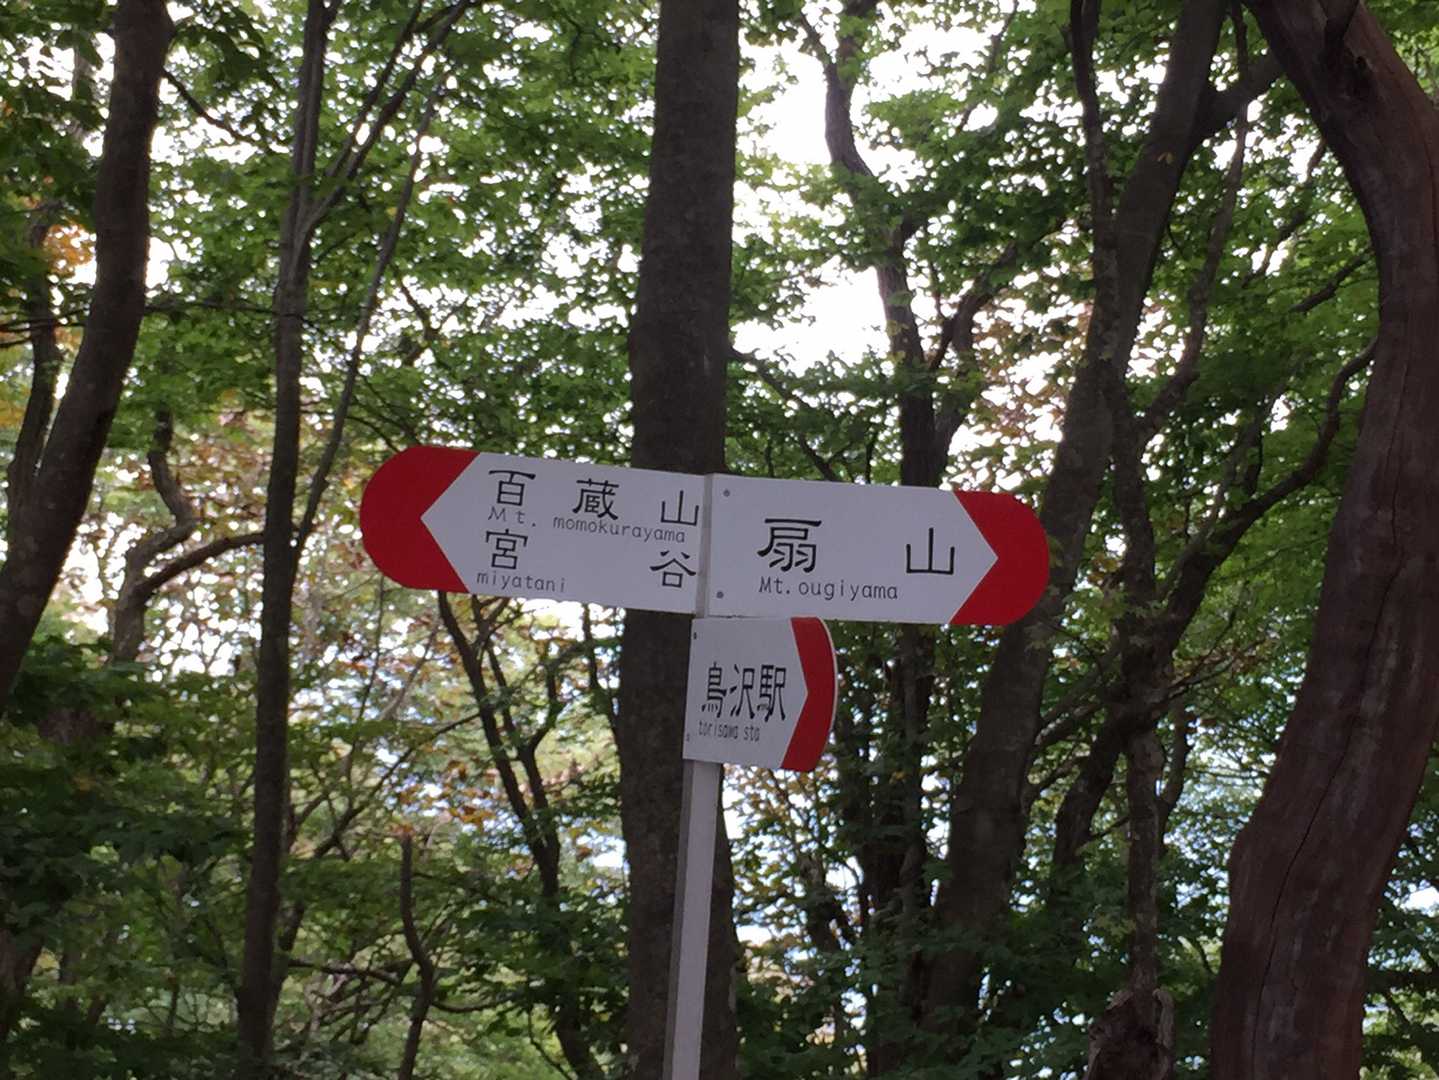 百蔵山
Mt. momokurayama
宮谷
miyatani
扇山
Mt.ougiyama
鳥沢駅
torisawa sta